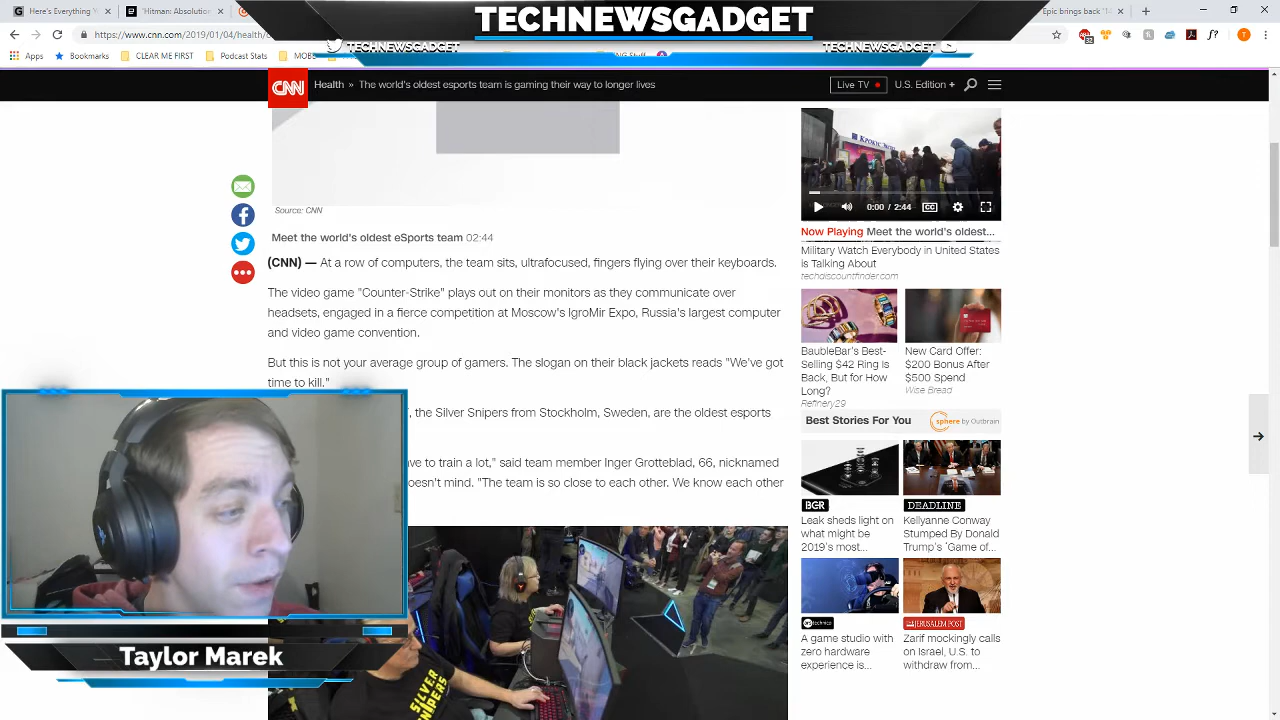 TECHNEWSGADGET
Ep
"Hitman: Absol
Epic bring back
https://www.cnn.com/2019/01/04/health/
TECHNEWSGADGET
TECHNEWSGADGET
Apps
Bookmarks
CLEAR ME FIRST
Podcast Stats
CNN
Health » The world's oldest esports team is gaming their way to longer lives
Live TV
U.S. Edition +
Source: CNN
Meet the world's oldest eSports team 02:44
(CNN) — At a row of computers, the team sits, ultrafocused, fingers flying over their keyboards.
The video game "Counter-Strike" plays out on their monitors as they communicate over
headsets, engaged in a fierce competition at Moscow's IgroMir Expo, Russia's largest computer
and video game convention.
But this is not your average group of gamers. The slogan on their black jackets reads "We've got
time to kill."
, the Silver Snipers from Stockholm, Sweden, are the oldest esports
ve to train a lot," said team member Inger Grotteblad, 66, nicknamed
oesn't mind. "The team is so close to each other. We know each other
SILVER
SNIPERS
Taylor Marek
КРОКУС ЭКСПО
0:00 / 2:44
CC
Now Playing Meet the world's oldest...
Military Watch Everybody in United States
is Talking About
techdiscountfinder.com
BaubleBar's Best-
Selling $42 Ring Is
Back, But for How
Long?
Refinery29
New Card Offer:
$200 Bonus After
$500 Spend
Wise Bread
Best Stories For You
sphere by Outbrain
BGR
Leak sheds light on
what might be
2019's most...
DEADLINE
Kellyanne Conway
Stumped By Donald
Trump's 'Game of...
technica
A game studio with
zero hardware
experience is...
JERUSALEM POST
Zarif mockingly calls
on Israel, U.S. to
withdraw from...